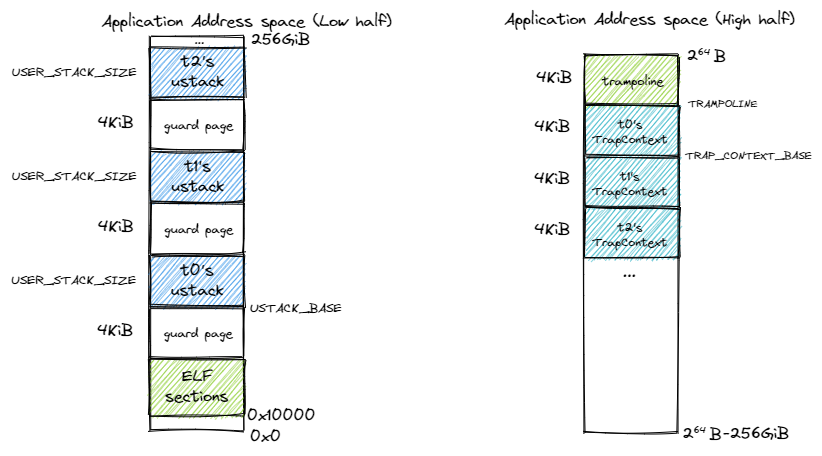 Application Address space (Low half)
...
256GiB
USER_STACK_SIZE
t2's
ustack
4KiB
guard page
USER_STACK_SIZE
t1's
ustack
4KiB
guard page
USER_STACK_SIZE
t0's
ustack
USTACK_BASE
4KiB
guard page
ELF
sections
0x10000
0x0
Application Address space (High half)
2^64 B
4KiB
trampoline
TRAMPOLINE
4KiB
t0's
TrapContext
TRAP_CONTEXT_BASE
4KiB
t1's
TrapContext
4KiB
t2's
TrapContext
...
2^64 B-256GiB